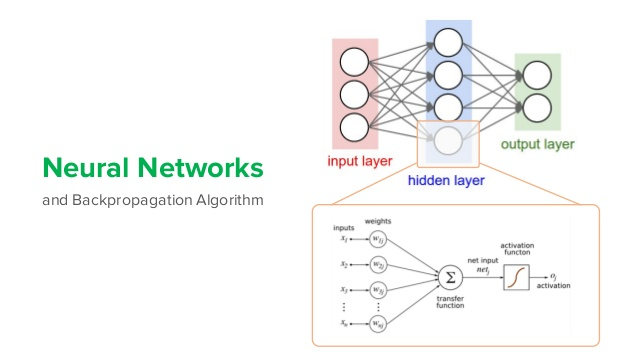 Neural Networks
and Backpropagation Algorithm
input layer
hidden layer
output layer
inputs
weights
x₁
w₁ⱼ
x₂
w₂ⱼ
x₃
w₃ⱼ
⋮
⋮
xₙ
wₙⱼ
Σ
transfer
function
net input
netⱼ
activation
functon
oⱼ
activation